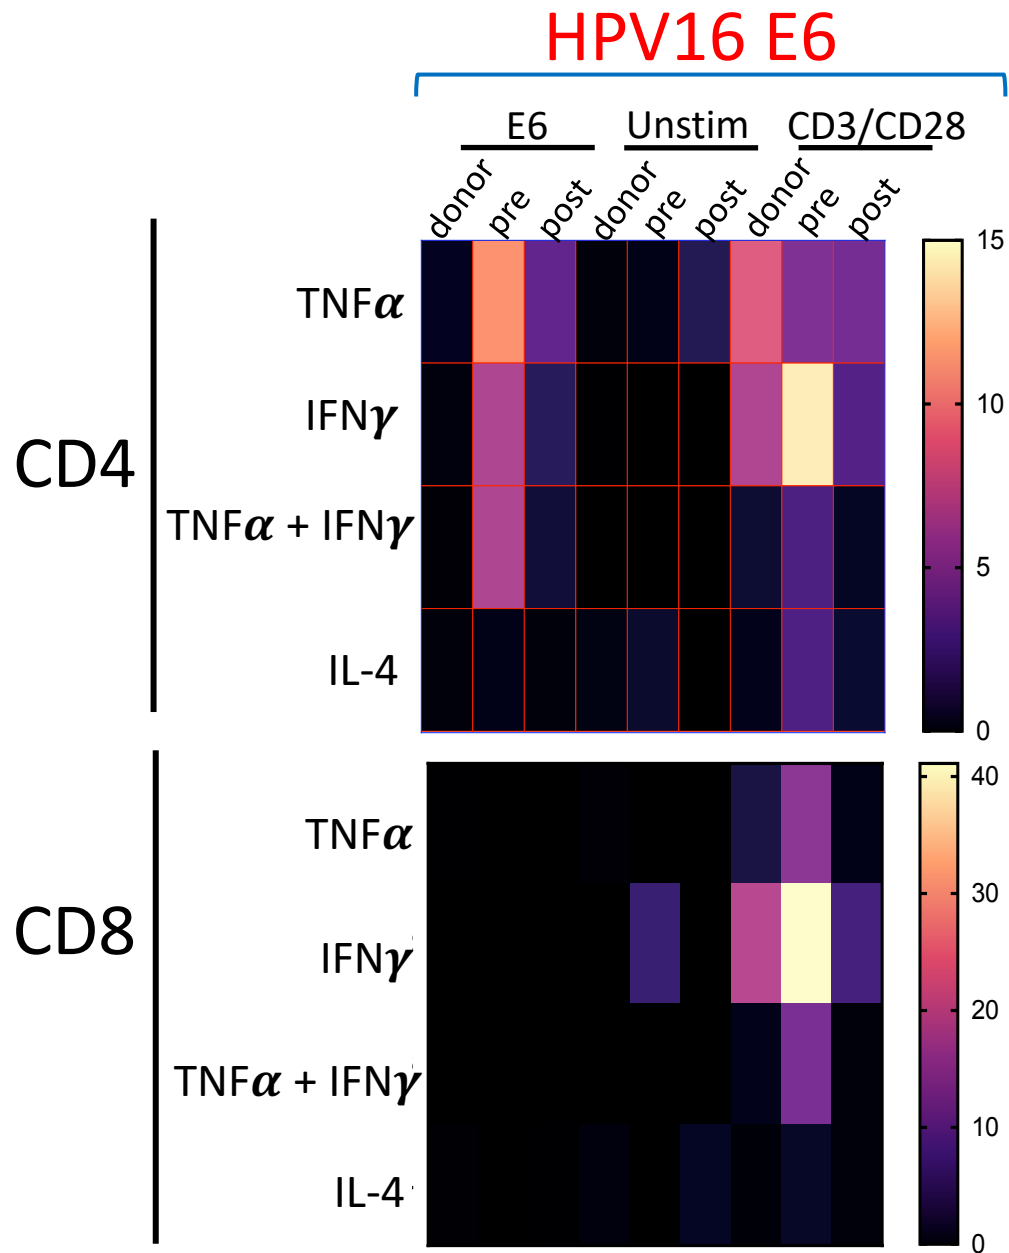 HPV16 E6
E6 Unstim CD3/CD28
donor pre post donor pre post donor pre post
CD4
TNFα
IFNγ
TNFα + IFNγ
IL-4
15
10
5
0
CD8
TNFα
IFNγ
TNFα + IFNγ
IL-4
40
30
20
10
0